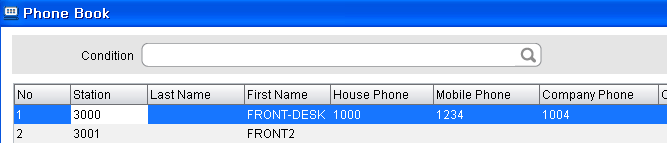 Phone Book
Condition
No Station Last Name First Name House Phone Mobile Phone Company Phone
1 3000 FRONT-DESK 1000 1234 1004
2 3001 FRONT2